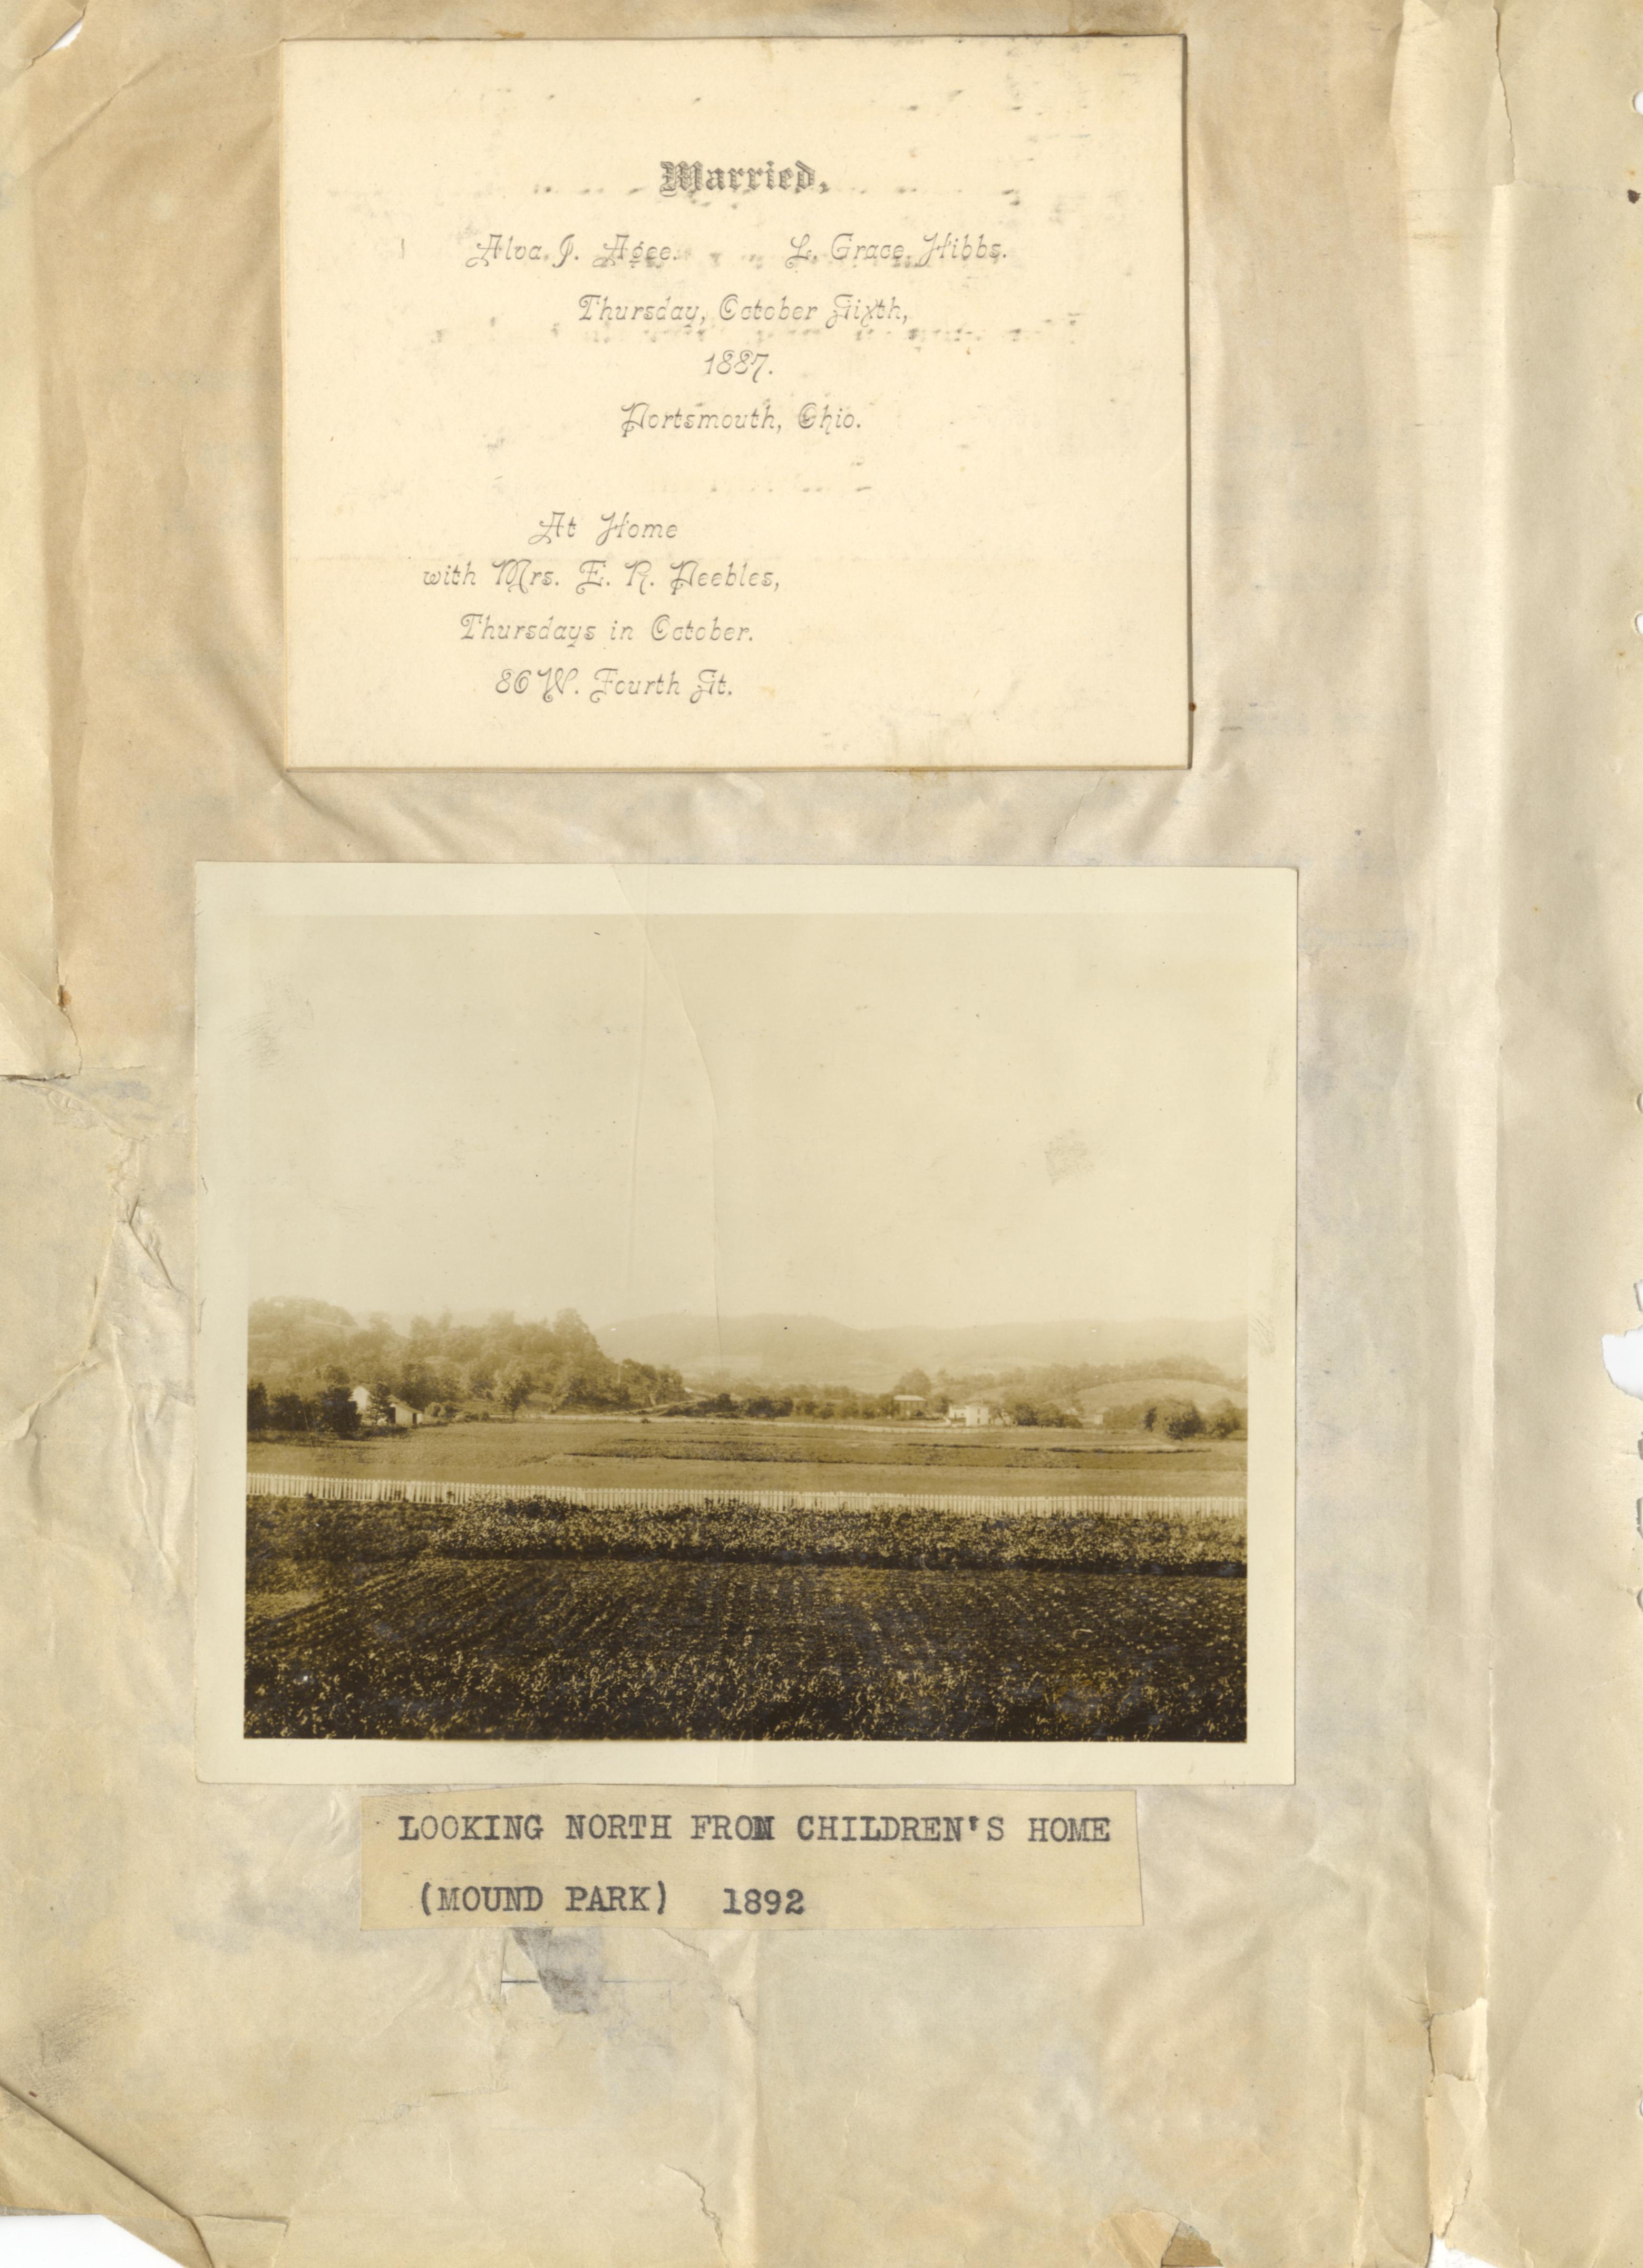 Married,
Alva J. Agee. L. Grace Hibbs.
Thursday, October Sixth,
1887.
Portsmouth, Ohio.
At Home
with Mrs. E. R. Peebles,
Thursdays in October.
86 W. Fourth St.
LOOKING NORTH FROM CHILDREN'S HOME
(MOUND PARK) 1892